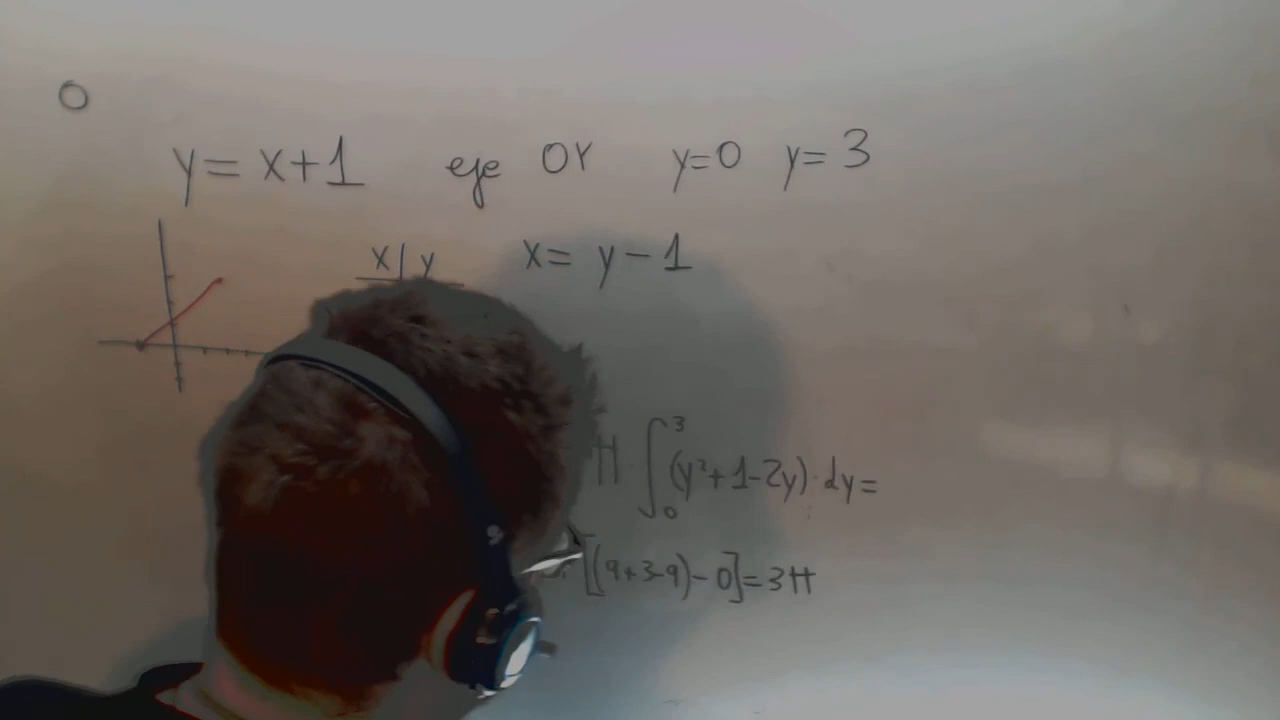 O
y = x + 1 eje OY y = 0 y = 3
x | y x = y - 1
π · ∫₀³ (y² + 1 - 2y) · dy =
[(9 + 3 - 9) - 0] = 3π